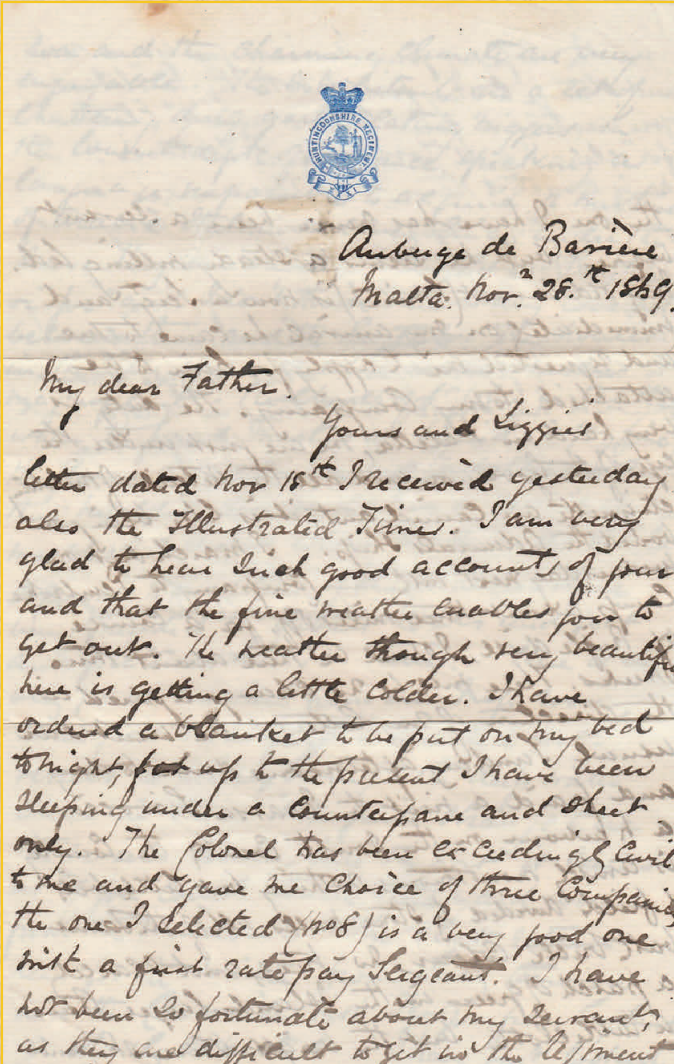 HUNTINGDONSHIRE REGIMENT
Auberge de Bavière
Malta. Novr. 28th 1869.
My dear Father.
Yours and Lizzies
letter dated Nov 18th I received yesterday
also the Illustrated Times. I am very
glad to hear such good accounts of you
and that the fine weather enables you to
get out. The weather though very beautiful
here is getting a little colder. I have
ordered a blanket to be put on my bed
tonight, for up to the present I have been
sleeping under a counterpane and sheet
only. The Colonel has been exceedingly civil
to me and gave me choice of three Companies,
the one I selected (No 8) is a very good one
with a first rate pay Sergeant. I have
not been so fortunate about my Servant,
as they are difficult to get in the